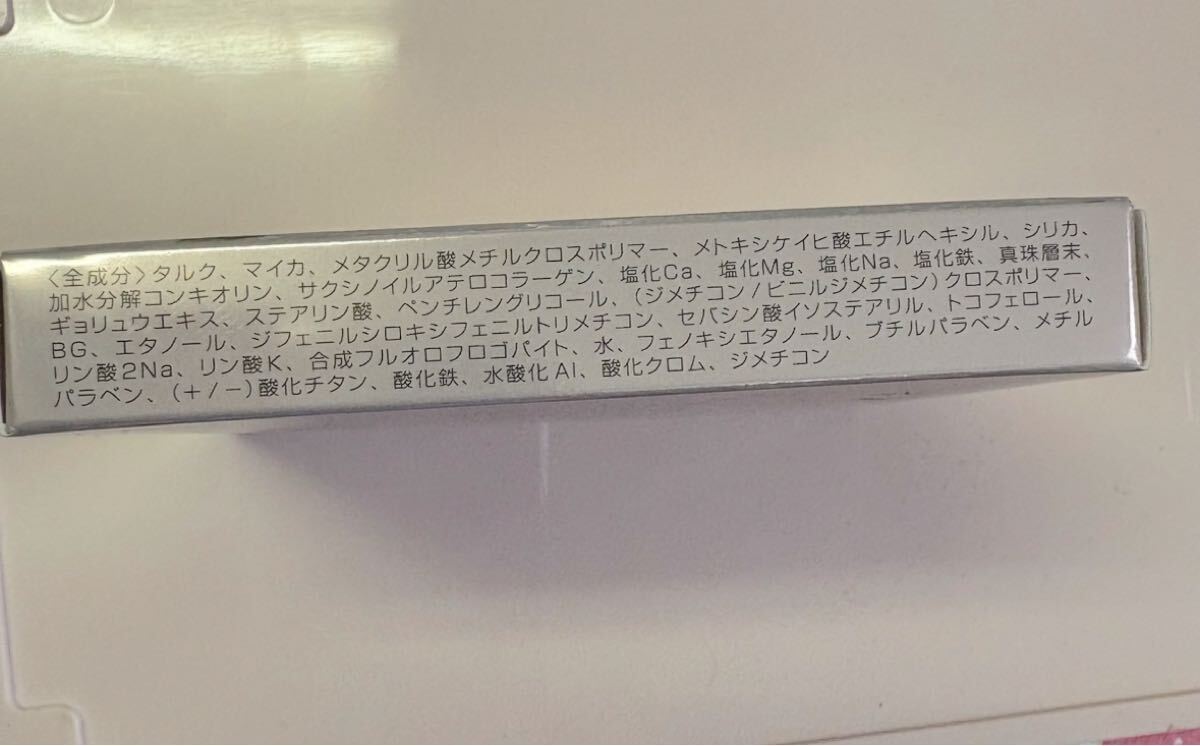 〈全成分〉タルク、マイカ、メタクリル酸メチルクロスポリマー、メトキシケイヒ酸エチルヘキシル、シリカ、
加水分解コンキオリン、サクシノイルアテロコラーゲン、塩化Ca、塩化Mg、塩化Na、塩化鉄、真珠層末、
ギョリュウエキス、ステアリン酸、ペンチレングリコール、(ジメチコン/ビニルジメチコン)クロスポリマー、
BG、エタノール、ジフェニルシロキシフェニルトリメチコン、セバシン酸イソステアリル、トコフェロール、
リン酸2Na、リン酸K、合成フルオロフロゴパイト、水、フェノキシエタノール、ブチルパラベン、メチル
パラベン、(+/−)酸化チタン、酸化鉄、水酸化Al、酸化クロム、ジメチコン